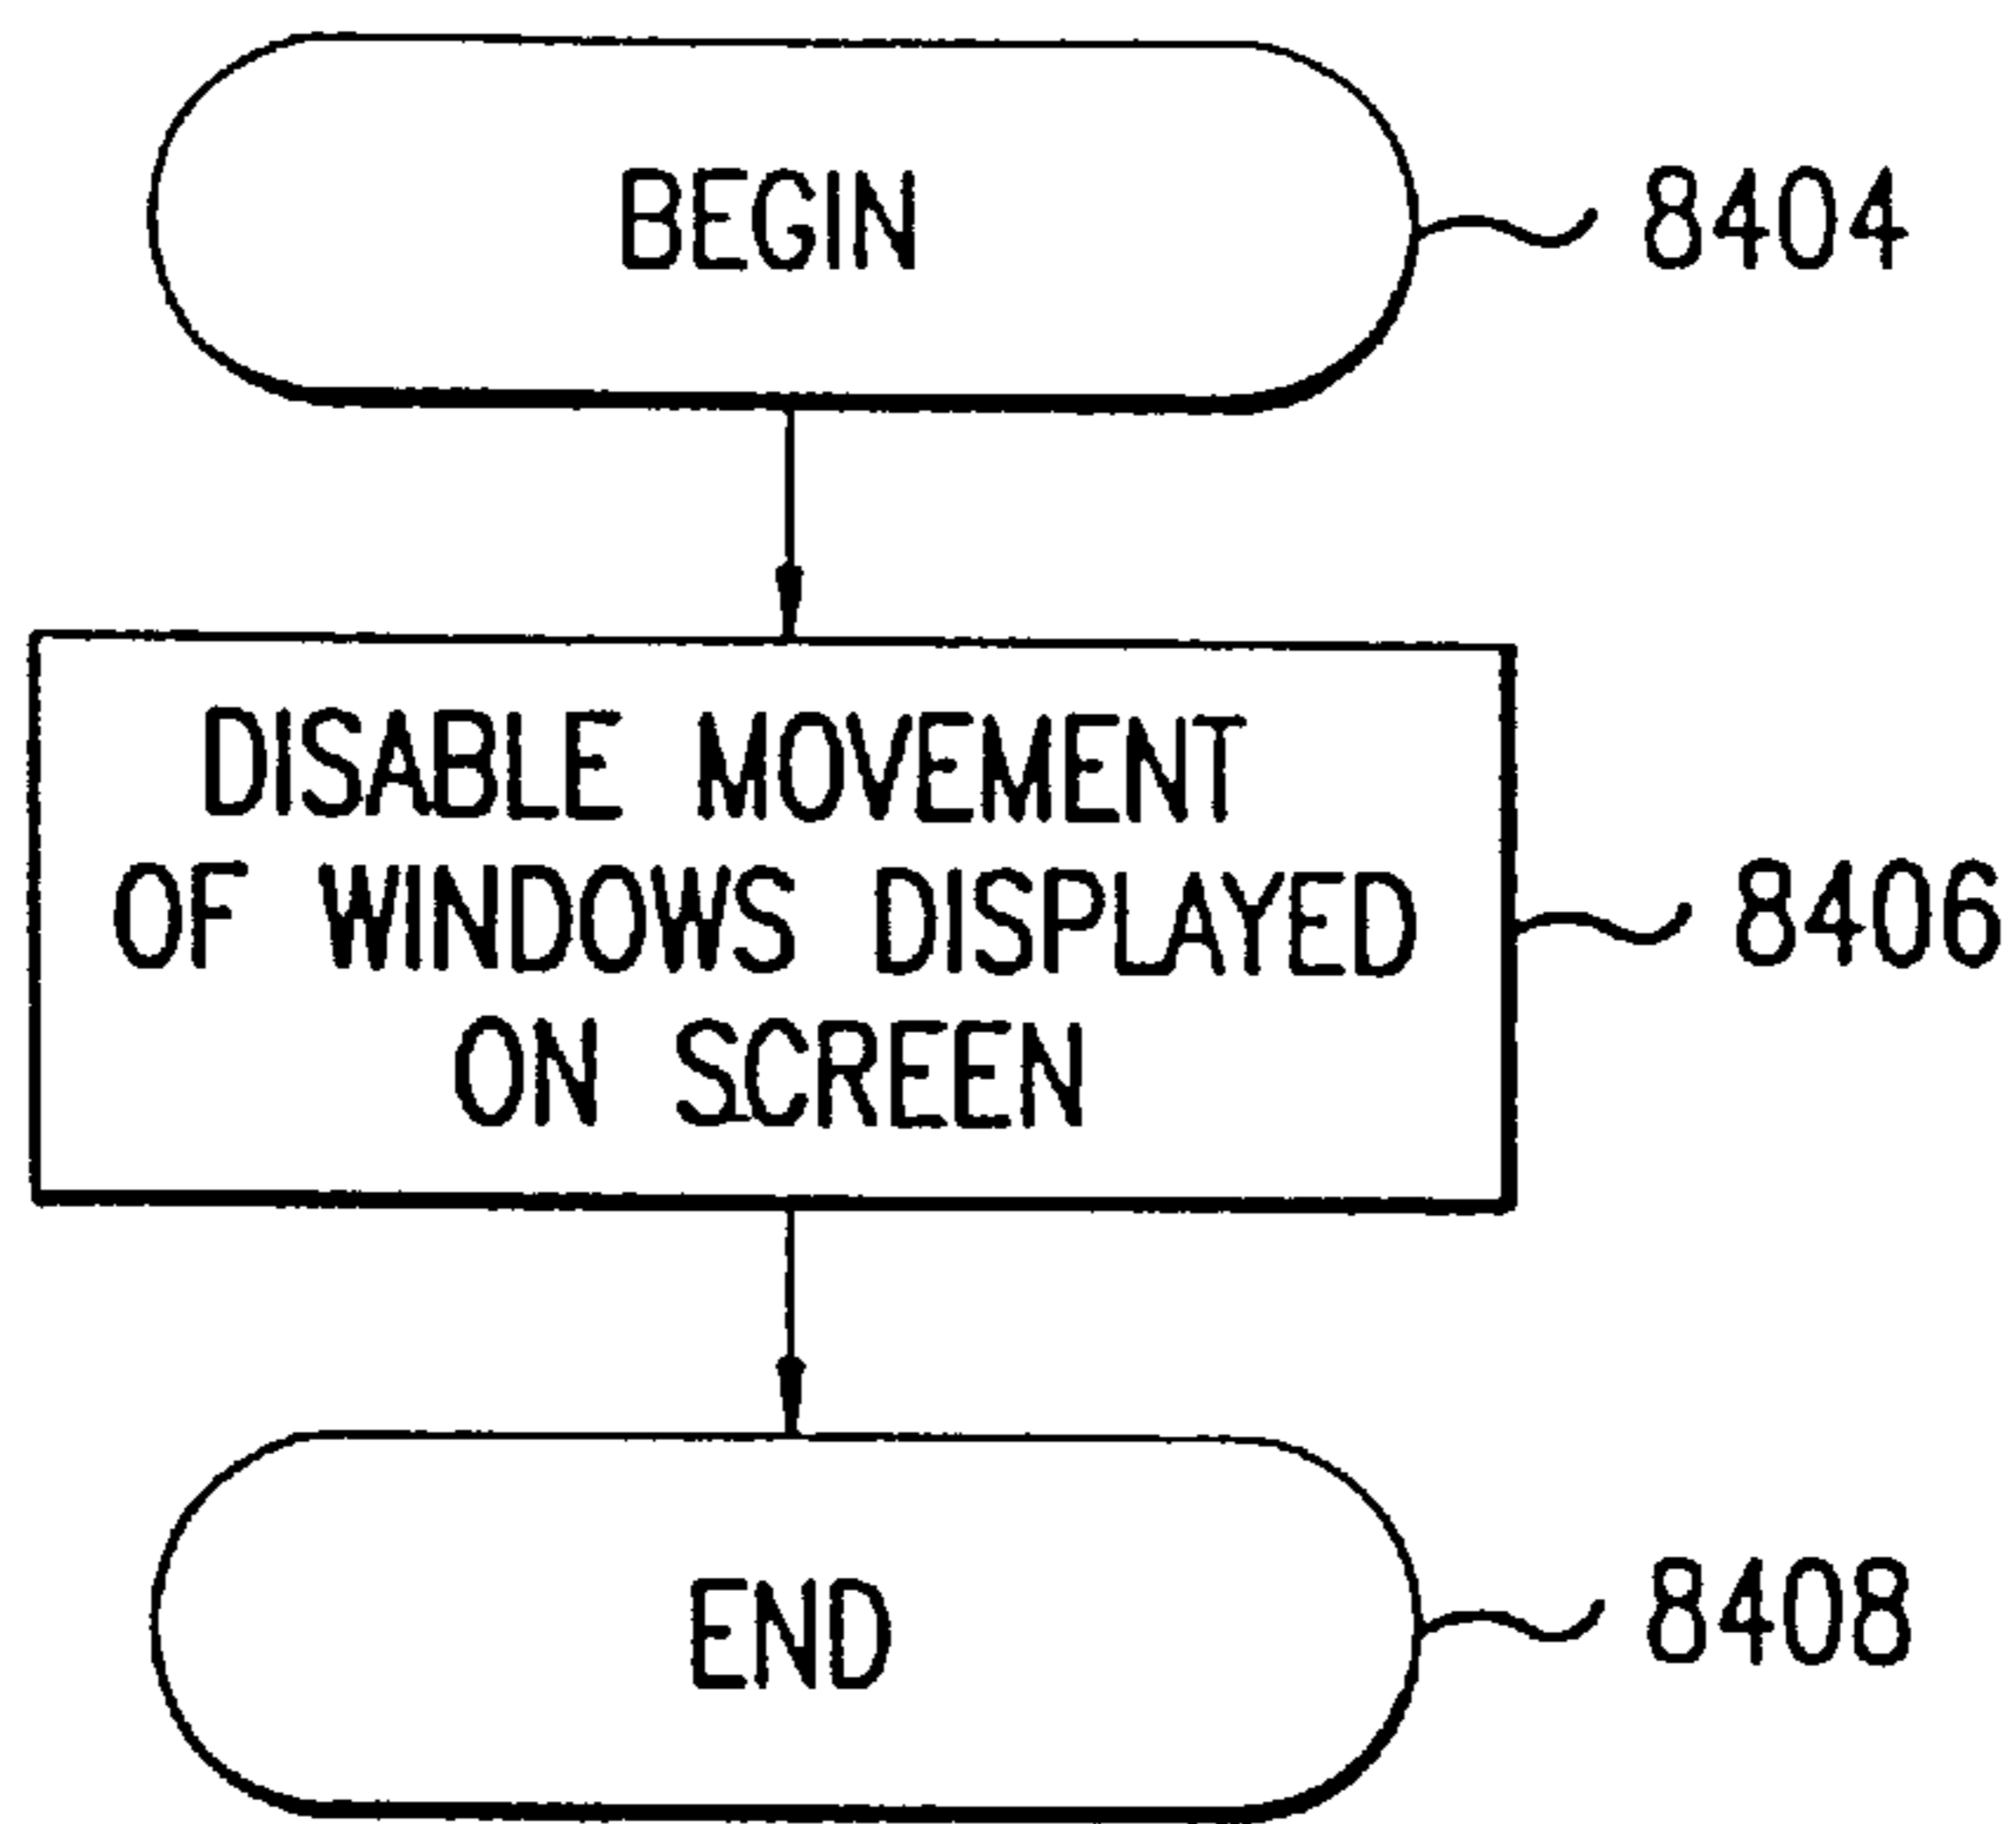 BEGIN
8404
DISABLE MOVEMENT
OF WINDOWS DISPLAYED
ON SCREEN
8406
END
8408